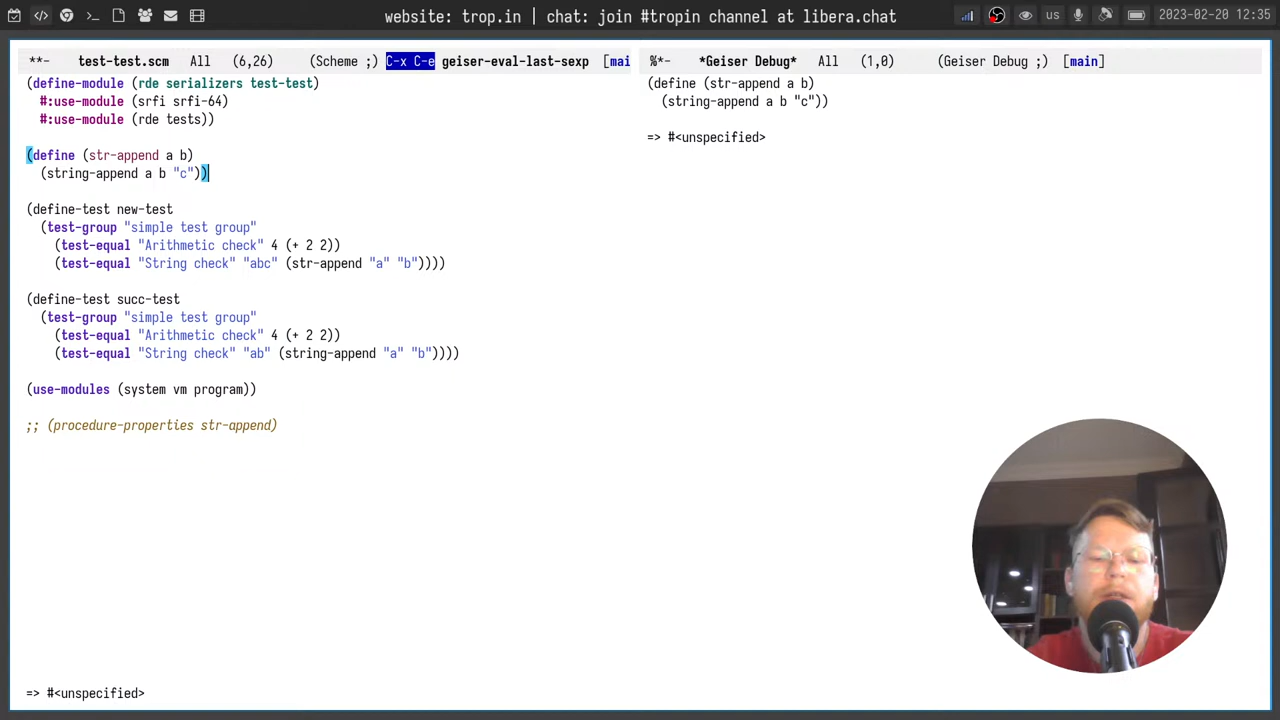 website: trop.in | chat: join #tropin channel at libera.chat
us
2023-02-20 12:35
**- test-test.scm All (6,26) (Scheme ;) C-x C-e geiser-eval-last-sexp [mai
(define-module (rde serializers test-test)
#:use-module (srfi srfi-64)
#:use-module (rde tests))
(define (str-append a b)
(string-append a b "c"))
(define-test new-test
(test-group "simple test group"
(test-equal "Arithmetic check" 4 (+ 2 2))
(test-equal "String check" "abc" (str-append "a" "b"))))
(define-test succ-test
(test-group "simple test group"
(test-equal "Arithmetic check" 4 (+ 2 2))
(test-equal "String check" "ab" (string-append "a" "b"))))
(use-modules (system vm program))
;; (procedure-properties str-append)
=> #<unspecified>
%*- *Geiser Debug* All (1,0) (Geiser Debug ;) [main]
(define (str-append a b)
(string-append a b "c"))
=> #<unspecified>